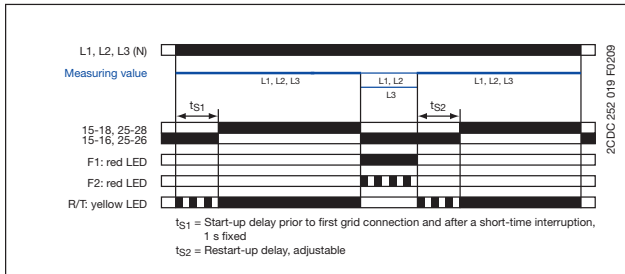 L1, L2, L3 (N)
Measuring value
L1, L2, L3
L1, L2
L3
L1, L2, L3
tS1
tS2
15-18, 25-28
15-16, 25-26
F1: red LED
F2: red LED
R/T: yellow LED
tS1 = Start-up delay prior to first grid connection and after a short-time interruption,
1 s fixed
tS2 = Restart-up delay, adjustable
2CDC 252 019 F0209